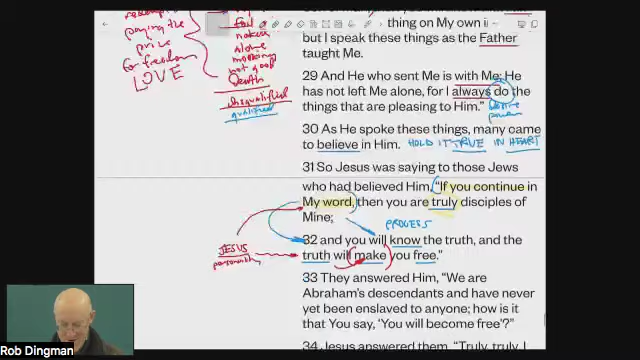 paying the
price
for freedom
LOVE
naked
alone
not good
Death
disqualified
qualified
thing on My own i
but I speak these things as the Father
taught Me.
29 And He who sent Me is with Me; He
has not left Me alone, for I always do the
things that are pleasing to Him.”
30 As He spoke these things, many came
to believe in Him. HOLD IT TRUE IN HEART
31 So Jesus was saying to those Jews
who had believed Him, “If you continue in
My word, then you are truly disciples of
Mine;
PROCESS
32 and you will know the truth, and the
truth will make you free.”
JESUS
33 They answered Him, “We are
Abraham’s descendants and have never
yet been enslaved to anyone; how is it
that You say, ‘You will become free’?”
34 Jesus answered them, “Truly, truly, I
Rob Dingman